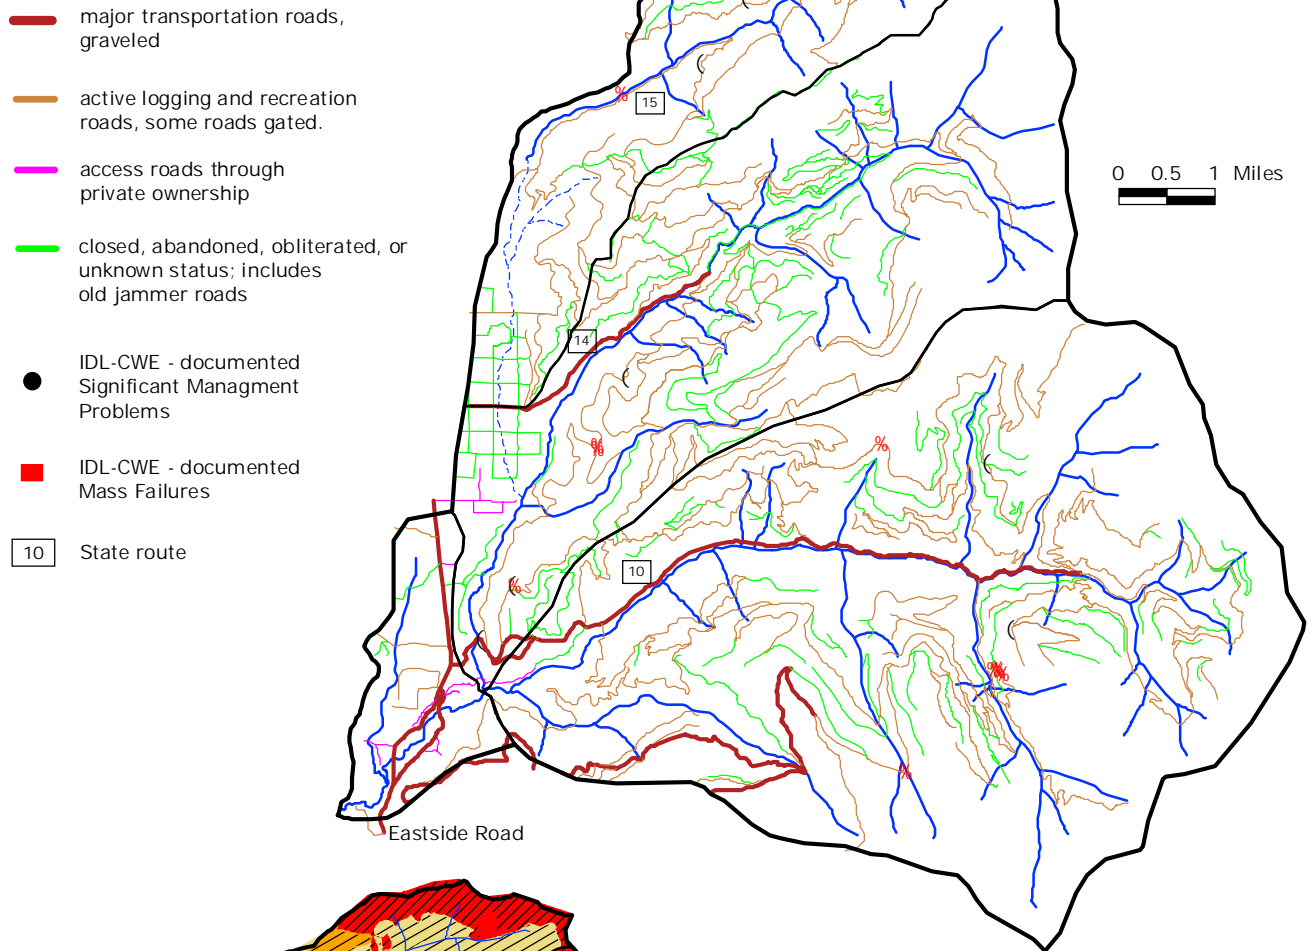 major transportation roads,
graveled
active logging and recreation
roads, some roads gated.
access roads through
private ownership
closed, abandoned, obliterated, or
unknown status; includes
old jammer roads
IDL-CWE - documented
Significant Managment
Problems
IDL-CWE - documented
Mass Failures
10 State route
%
15
0 0.5 1 Miles
14
(
%
%
%
(
%
10
(
%
%
%
Eastside Road